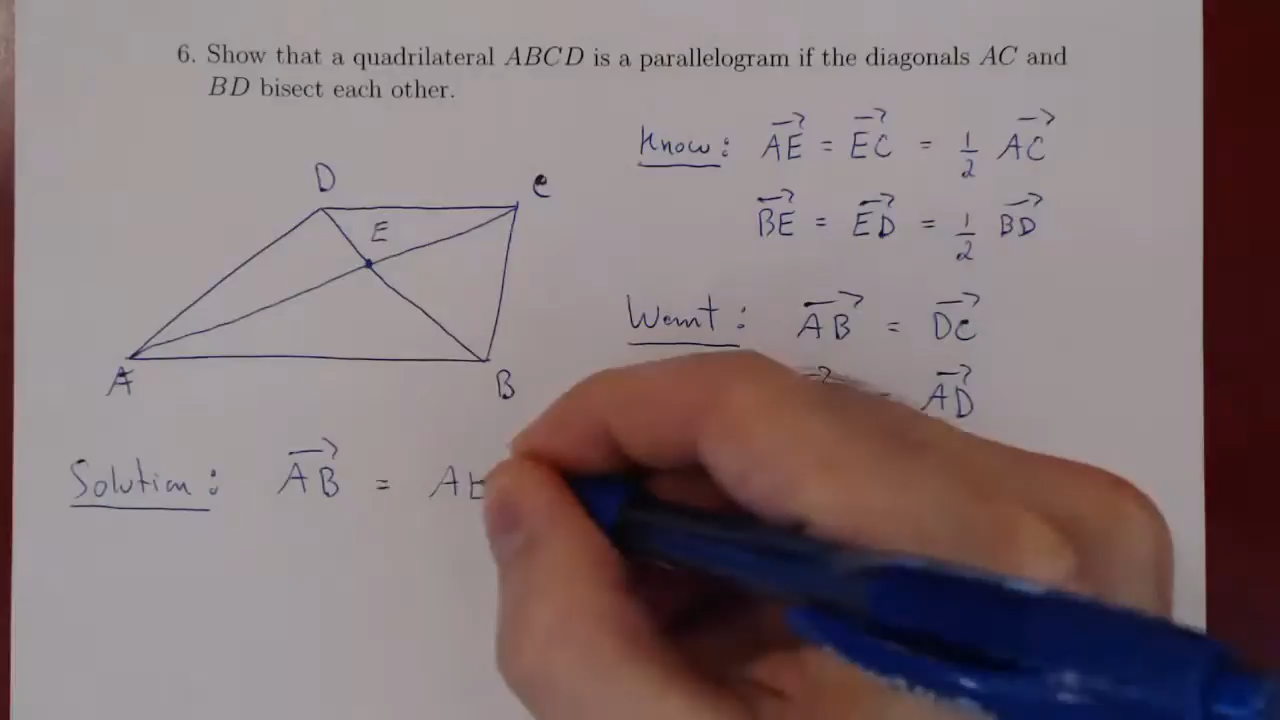 6. Show that a quadrilateral ABCD is a parallelogram if the diagonals AC and
BD bisect each other.
Know: AE = EC = 1/2 AC
BE = ED = 1/2 BD
Want: AB = DC
= AD
D
C
E
A
B
Solution: AB = AE